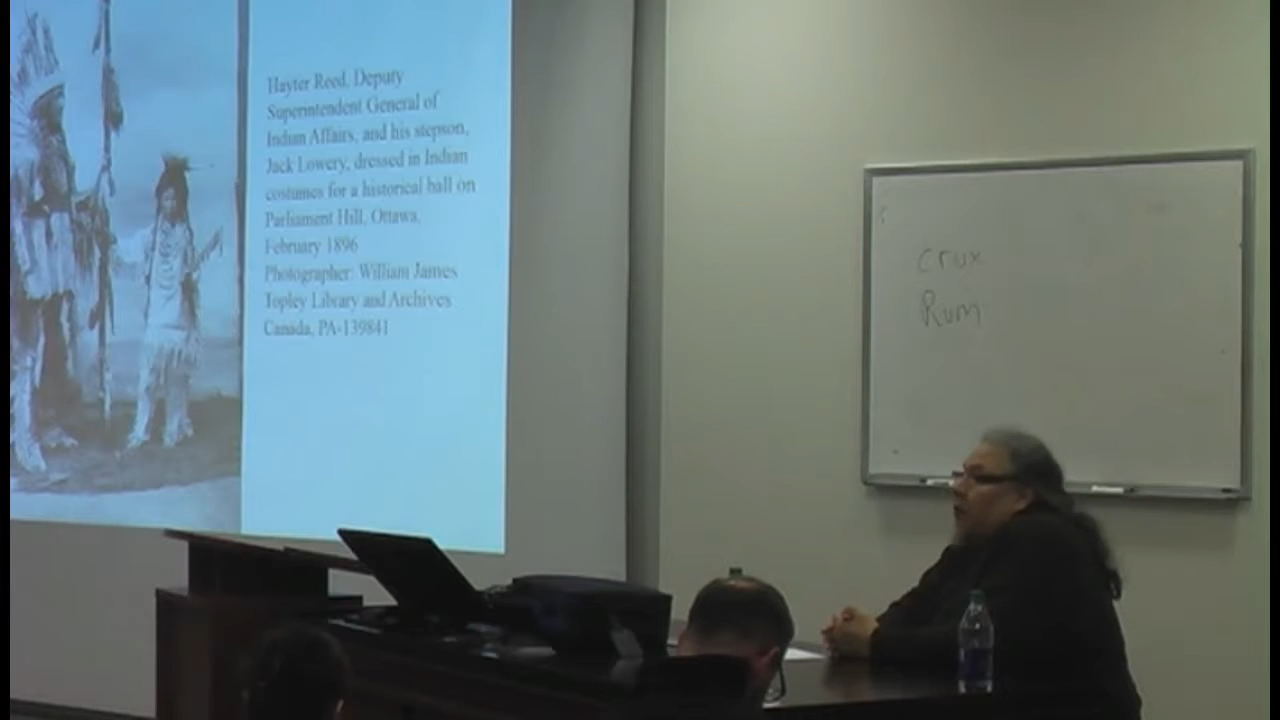 Hayter Reed, Deputy
Superintendent General of
Indian Affairs, and his stepson,
Jack Lowery, dressed in Indian
costumes for a historical ball on
Parliament Hill, Ottawa,
February 1896
Photographer: William James
Topley Library and Archives
Canada, PA-139841
crux
Rum